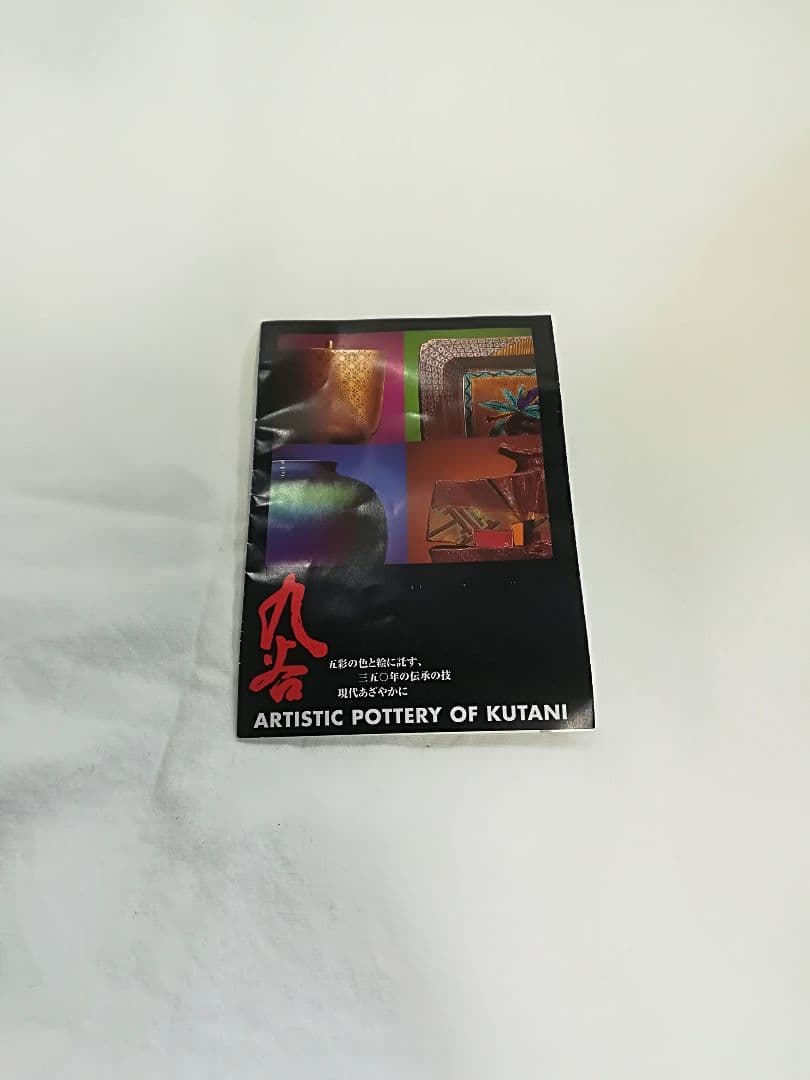 九谷
五彩の色と絵に託す、
三五〇年の伝承の技
現代あざやかに
ARTISTIC POTTERY OF KUTANI